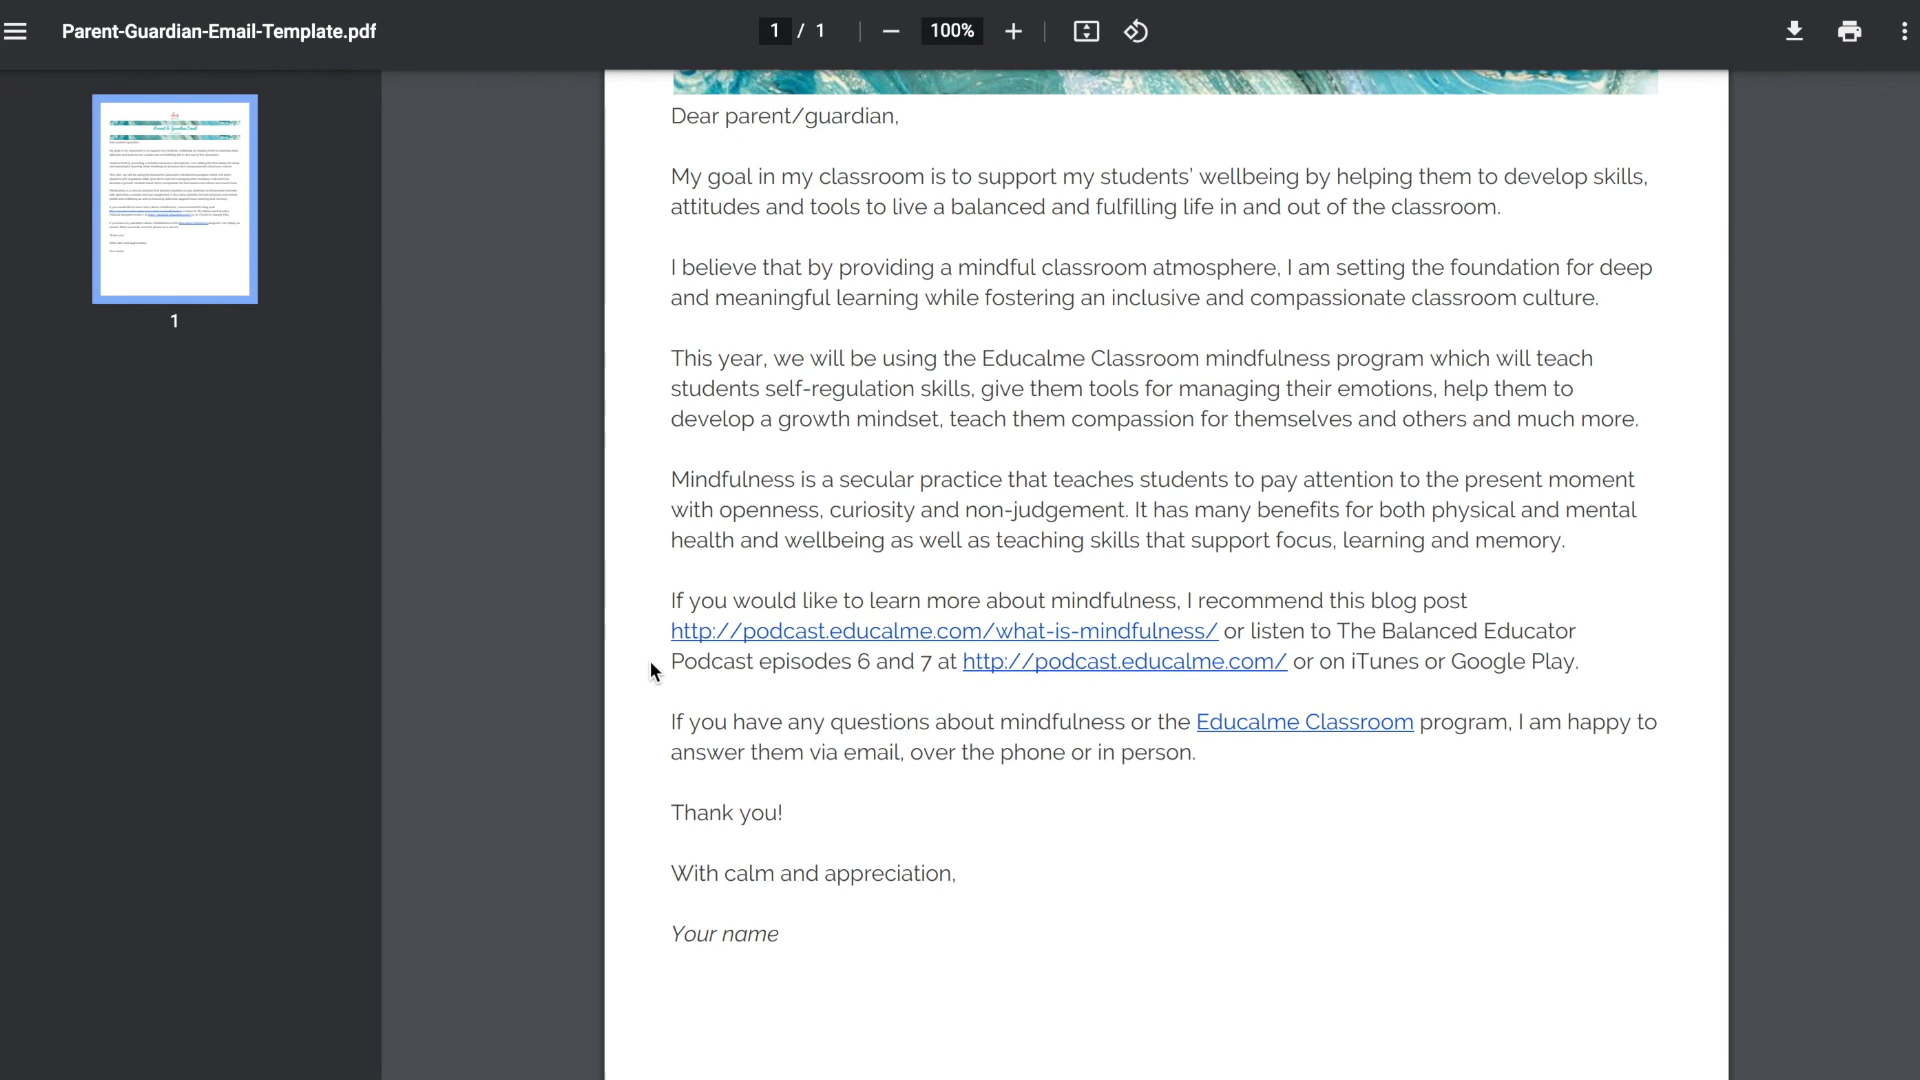 Parent-Guardian-Email-Template.pdf
1 / 1
100%
1
Dear parent/guardian,
My goal in my classroom is to support my students' wellbeing by helping them to develop skills,
attitudes and tools to live a balanced and fulfilling life in and out of the classroom.
I believe that by providing a mindful classroom atmosphere, I am setting the foundation for deep
and meaningful learning while fostering an inclusive and compassionate classroom culture.
This year, we will be using the Educalme Classroom mindfulness program which will teach
students self-regulation skills, give them tools for managing their emotions, help them to
develop a growth mindset, teach them compassion for themselves and others and much more.
Mindfulness is a secular practice that teaches students to pay attention to the present moment
with openness, curiosity and non-judgement. It has many benefits for both physical and mental
health and wellbeing as well as teaching skills that support focus, learning and memory.
If you would like to learn more about mindfulness, I recommend this blog post
http://podcast.educalme.com/what-is-mindfulness/ or listen to The Balanced Educator
Podcast episodes 6 and 7 at http://podcast.educalme.com/ or on iTunes or Google Play.
If you have any questions about mindfulness or the Educalme Classroom program, I am happy to
answer them via email, over the phone or in person.
Thank you!
With calm and appreciation,
Your name